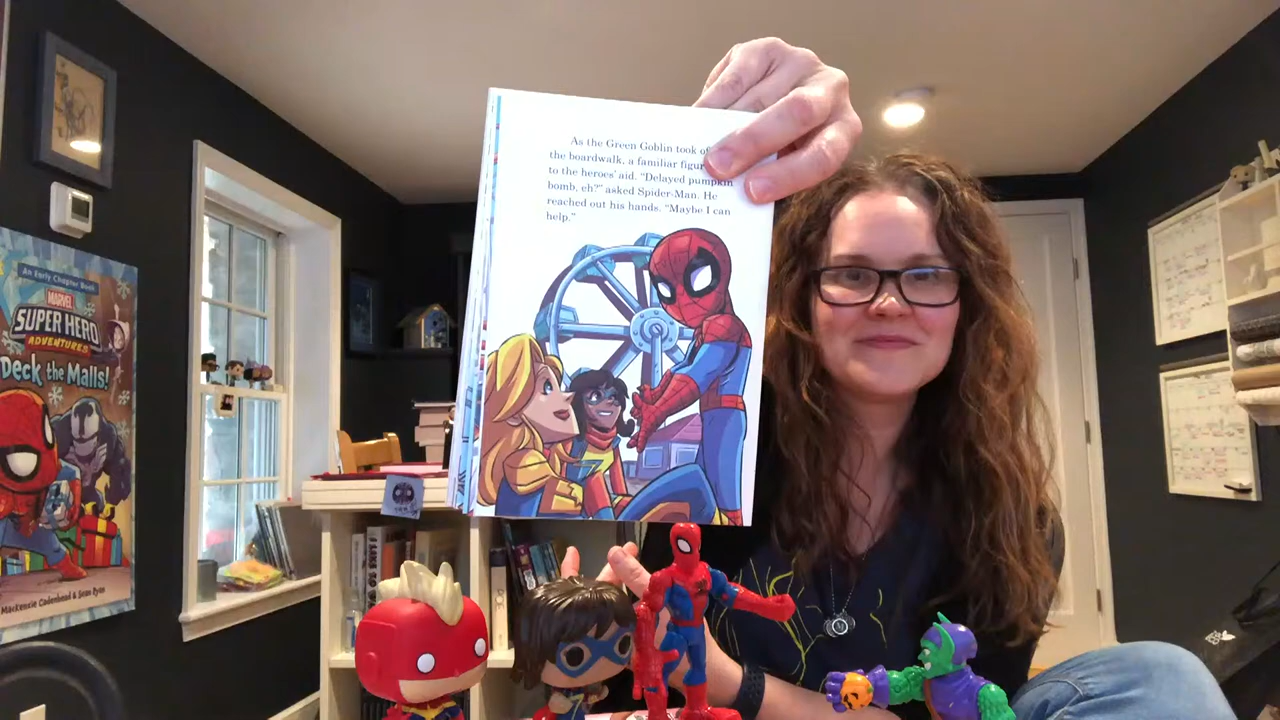 As the Green Goblin took
the boardwalk, a familiar
to the heroes' aid. "Delayed pumpkin
bomb, eh?" asked Spider-Man. He
reached out his hands. "Maybe I can
help."
An Early Chapter Book
MARVEL
SUPER HERO
ADVENTURES
Deck the Malls!
MacKenzie Cadenhead & Sean Ryan